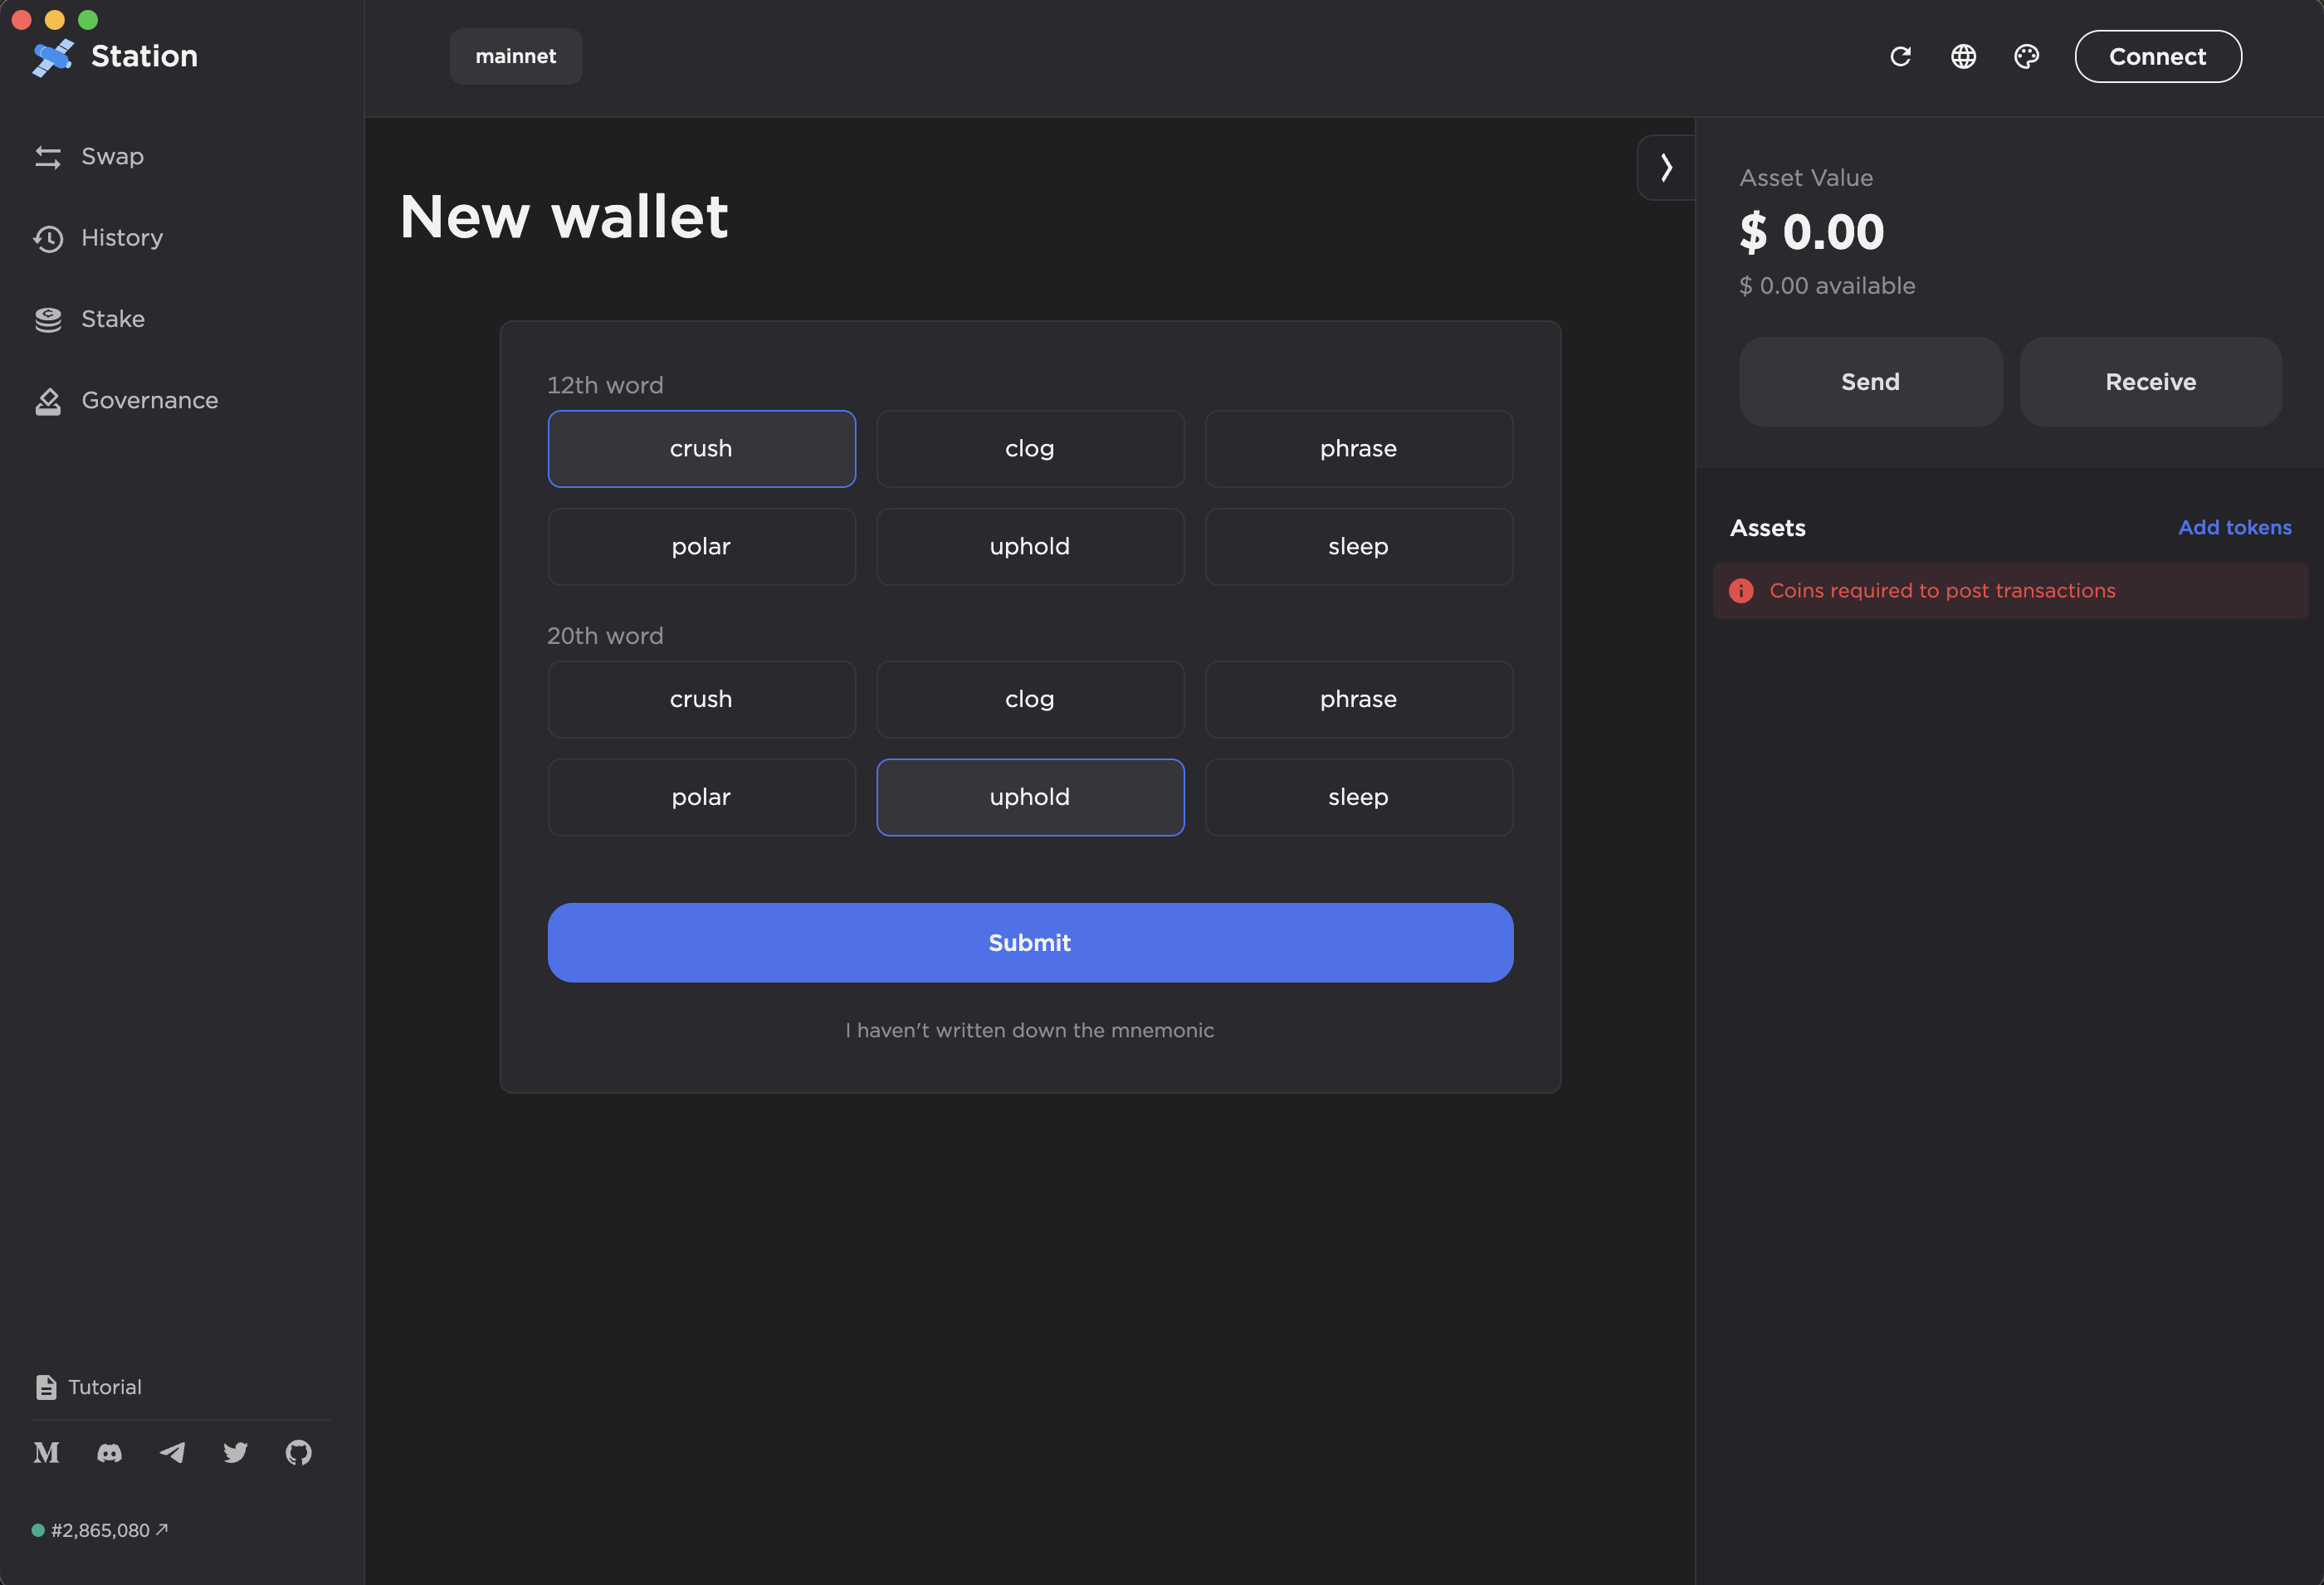 Station
mainnet
Connect
Swap
History
Stake
Governance
New wallet
12th word
crush
clog
phrase
polar
uphold
sleep
20th word
crush
clog
phrase
polar
uphold
sleep
Submit
I haven't written down the mnemonic
Asset Value
$ 0.00
$ 0.00 available
Send
Receive
Assets
Add tokens
Coins required to post transactions
Tutorial
#2,865,080